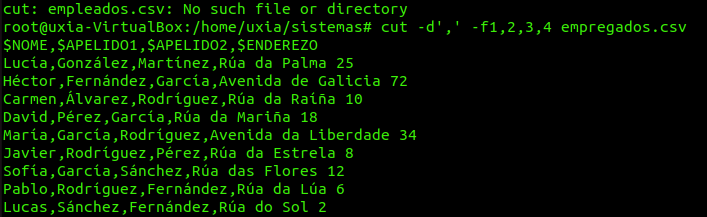 cut: empleados.csv: No such file or directory
root@uxia-VirtualBox:/home/uxia/sistemas# cut -d',' -f1,2,3,4 empregados.csv
$NOME,$APELIDO1,$APELIDO2,$ENDEREZO
Lucía,González,Martínez,Rúa da Palma 25
Héctor,Fernández,García,Avenida de Galicia 72
Carmen,Álvarez,Rodríguez,Rúa da Raíña 10
David,Pérez,García,Rúa da Mariña 18
María,García,Rodríguez,Avenida da Liberdade 34
Javier,Rodríguez,Pérez,Rúa da Estrela 8
Sofía,García,Sánchez,Rúa das Flores 12
Pablo,Rodríguez,Fernández,Rúa da Lúa 6
Lucas,Sánchez,Fernández,Rúa do Sol 2